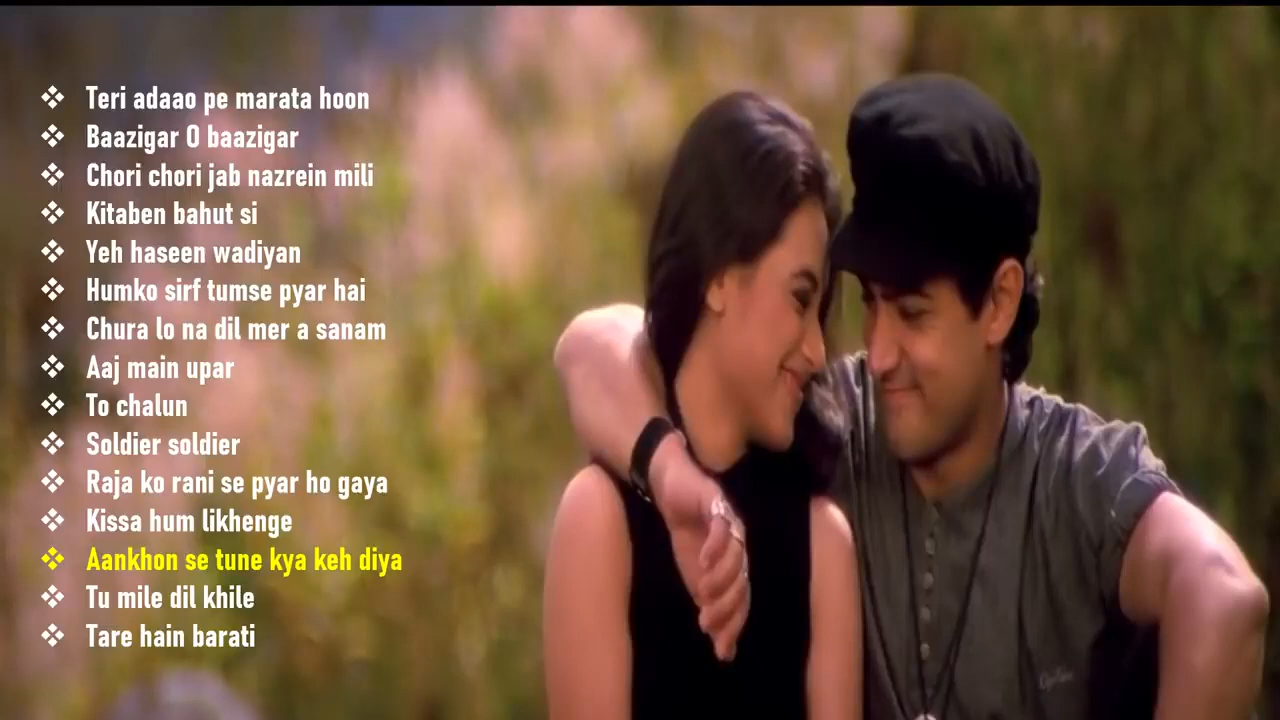 Teri adaao pe marata hoon
Baazigar O baazigar
Chori chori jab nazrein mili
Kitaben bahut si
Yeh haseen wadiyan
Humko sirf tumse pyar hai
Chura lo na dil mer a sanam
Aaj main upar
To chalun
Soldier soldier
Raja ko rani se pyar ho gaya
Kissa hum likhenge
Aankhon se tune kya keh diya
Tu mile dil khile
Tare hain barati